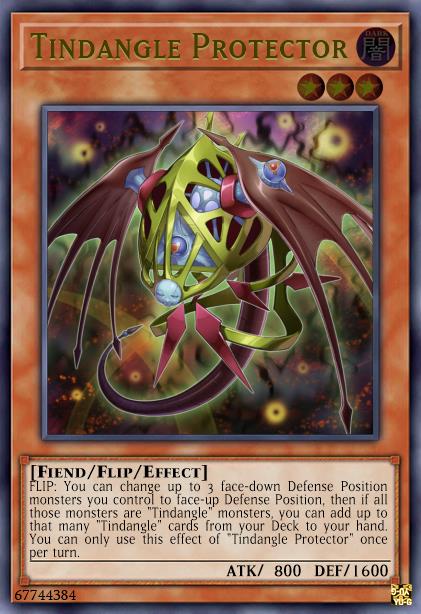 Tindangle Protector
DARK
闇
[Fiend/Flip/Effect]
FLIP: You can change up to 3 face-down Defense Position
monsters you control to face-up Defense Position, then if all
those monsters are "Tindangle" monsters, you can add up to
that many "Tindangle" cards from your Deck to your hand.
You can only use this effect of "Tindangle Protector" once
per turn.
ATK/ 800 DEF/1600
67744384